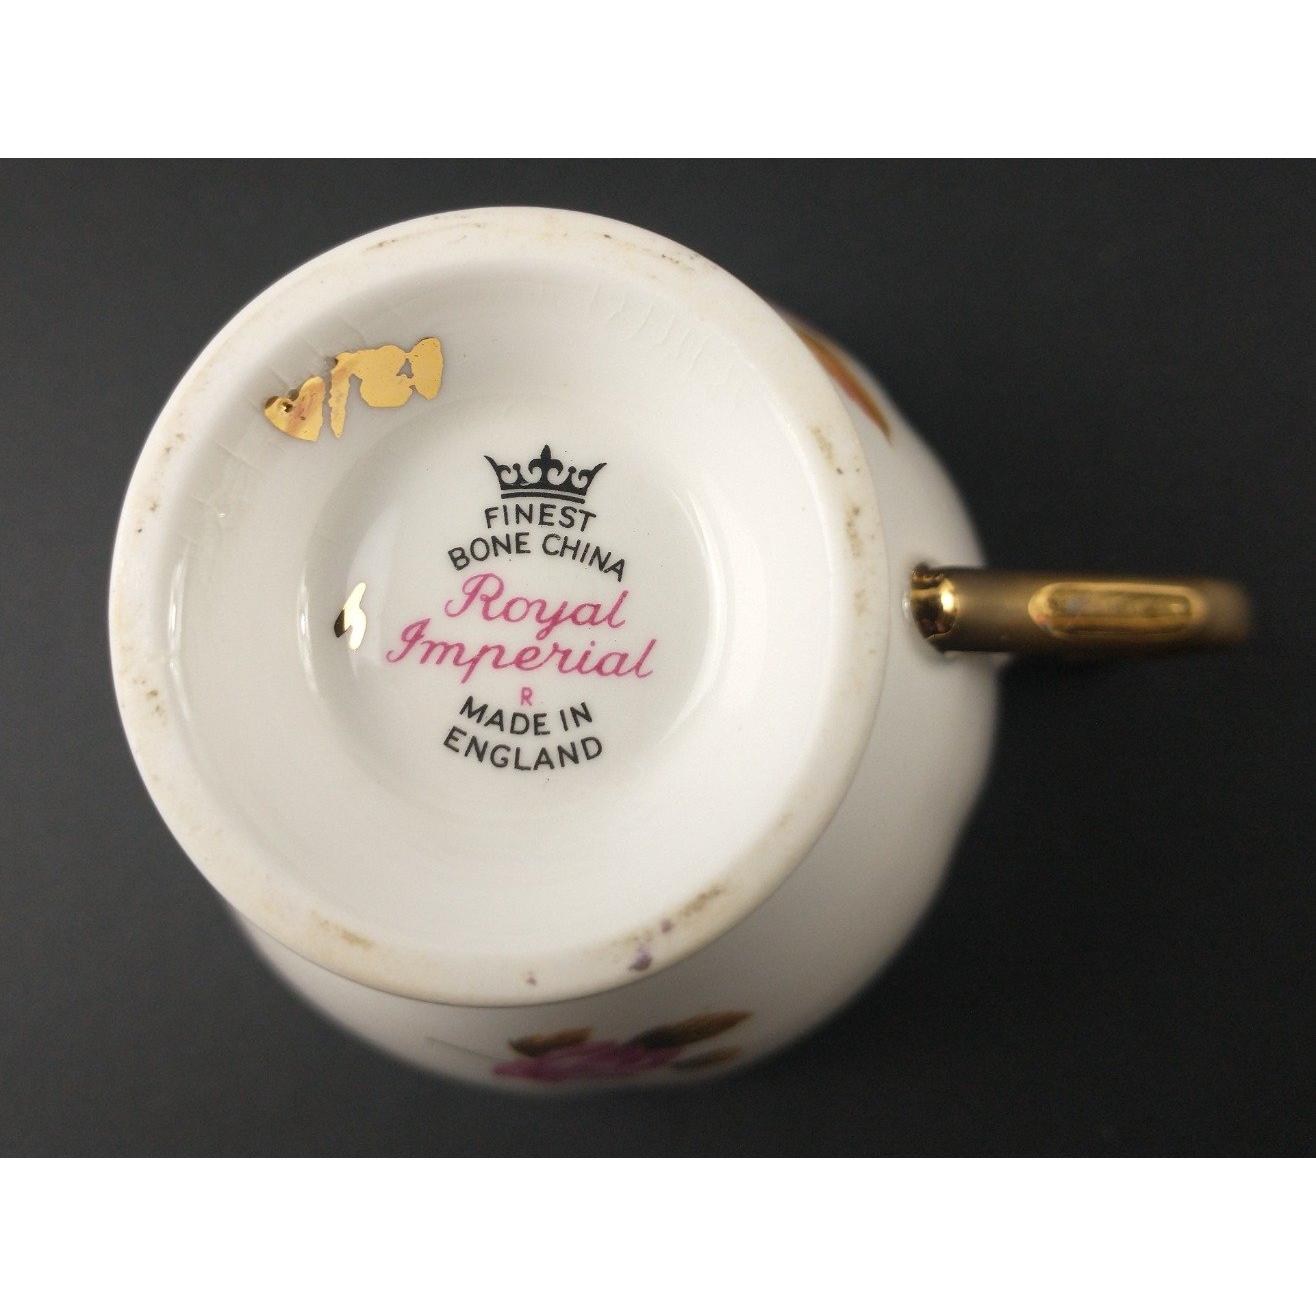 FINEST
BONE CHINA
Royal
Imperial
R
MADE IN
ENGLAND